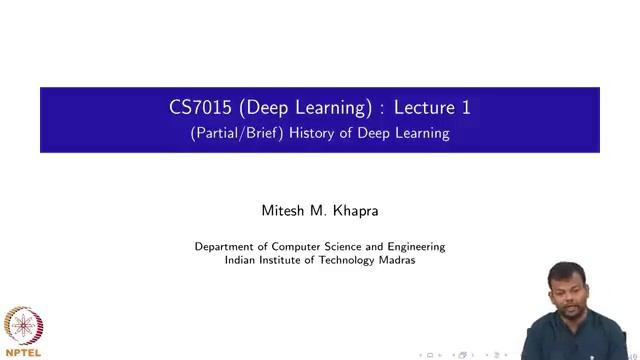 CS7015 (Deep Learning) : Lecture 1
(Partial/Brief) History of Deep Learning
Mitesh M. Khapra
Department of Computer Science and Engineering
Indian Institute of Technology Madras
NPTEL